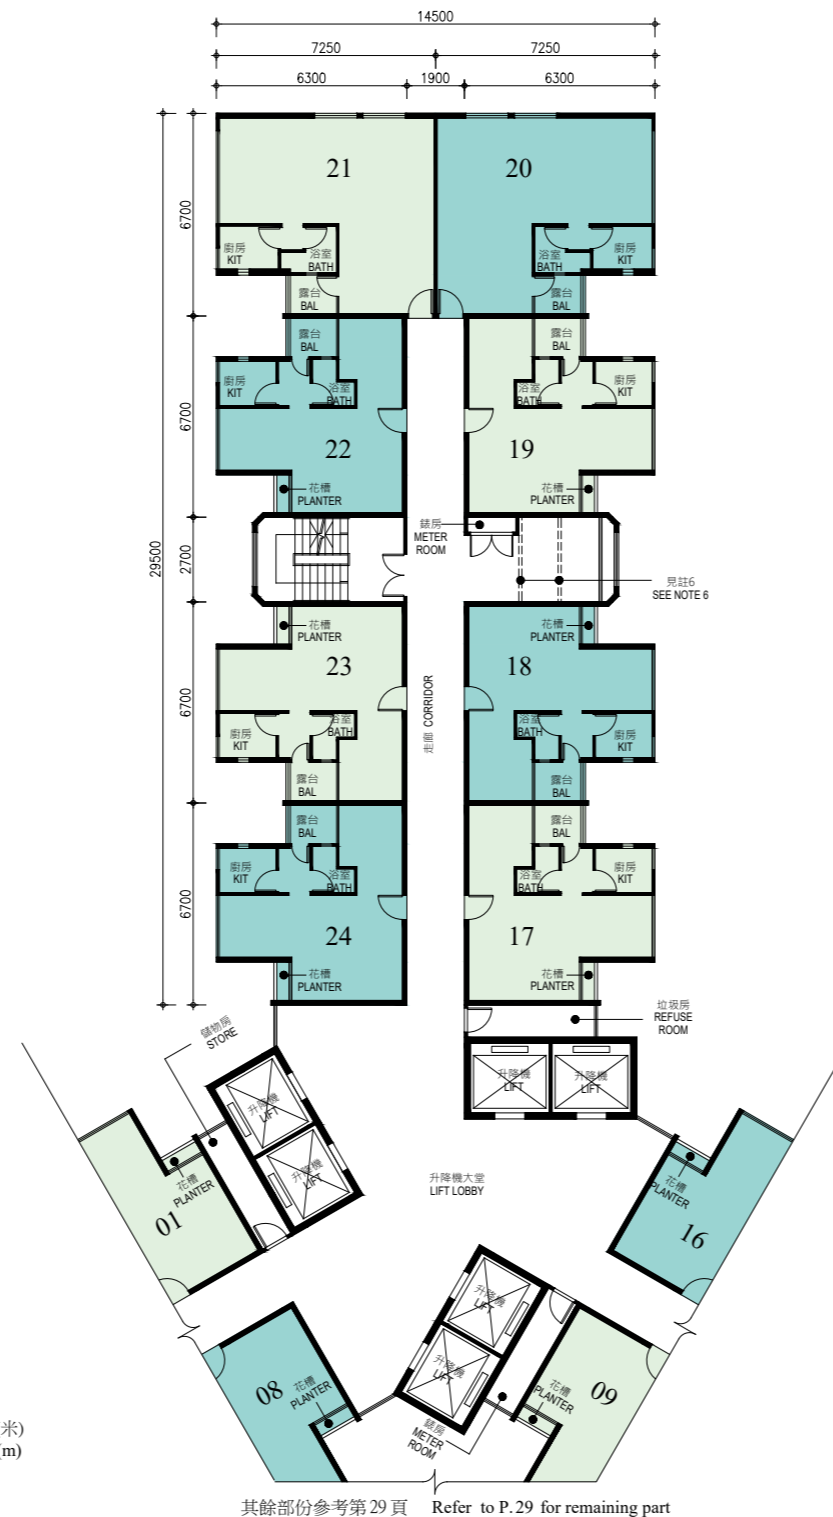 14500
7250
7250
6300
1900
6300
21
20
6700
廚房
KIT
浴室
BATH
浴室
BATH
廚房
KIT
露台
BAL
露台
BAL
露台
BAL
露台
BAL
廚房
KIT
浴室
BATH
浴室
BATH
廚房
KIT
6700
22
19
花槽
PLANTER
花槽
PLANTER
29500
2700
錶房
METER
ROOM
見註6
SEE NOTE 6
花槽
PLANTER
花槽
PLANTER
23
18
6700
走廊 CORRIDOR
廚房
KIT
浴室
BATH
浴室
BATH
廚房
KIT
露台
BAL
露台
BAL
露台
BAL
露台
BAL
廚房
KIT
浴室
BATH
浴室
BATH
廚房
KIT
6700
24
17
花槽
PLANTER
花槽
PLANTER
儲物房
STORE
垃圾房
REFUSE
ROOM
升降機
LIFT
升降機
LIFT
升降機
LIFT
升降機
LIFT
升降機大堂
LIFT LOBBY
花槽
PLANTER
01
花槽
PLANTER
16
升降機
LIFT
升降機
LIFT
08
花槽
PLANTER
花槽
PLANTER
09
錶房
METER
ROOM
米)
m)
其餘部份參考第29頁 Refer to P.29 for remaining part